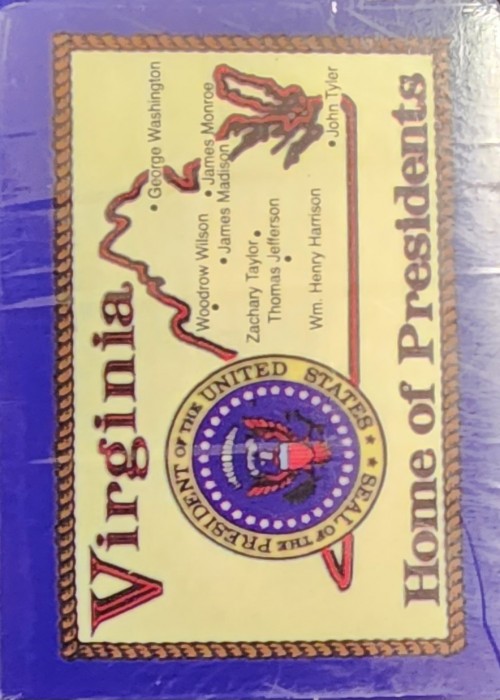 Virginia
George Washington
James Monroe
Woodrow Wilson
James Madison
Zachary Taylor
Thomas Jefferson
John Tyler
Wm. Henry Harrison
SEAL OF THE PRESIDENT OF THE UNITED STATES
Home of Presidents